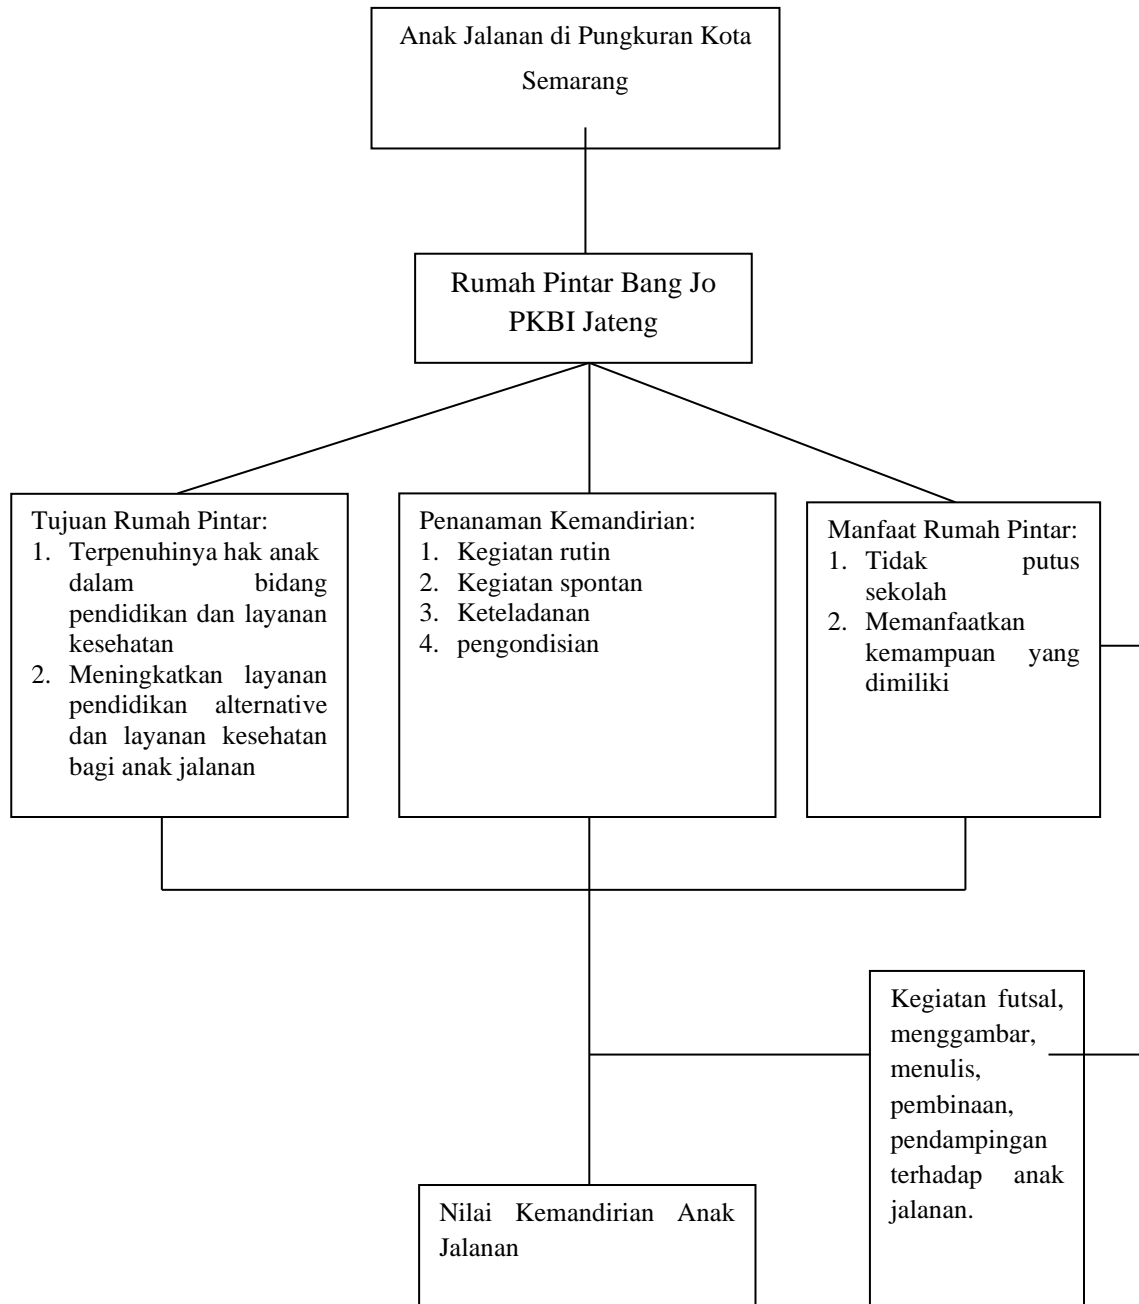 Anak Jalanan di Pungkuran Kota
Semarang
Rumah Pintar Bang Jo
PKBI Jateng
Tujuan Rumah Pintar:
1. Terpenuhinya hak anak
dalam bidang
pendidikan dan layanan
kesehatan
2. Meningkatkan layanan
pendidikan alternative
dan layanan kesehatan
bagi anak jalanan
Penanaman Kemandirian:
1. Kegiatan rutin
2. Kegiatan spontan
3. Keteladanan
4. pengondisian
Manfaat Rumah Pintar:
1. Tidak putus
sekolah
2. Memanfaatkan
kemampuan yang
dimiliki
Kegiatan futsal,
menggambar,
menulis,
pembinaan,
pendampingan
terhadap anak
jalanan.
Nilai Kemandirian Anak
Jalanan